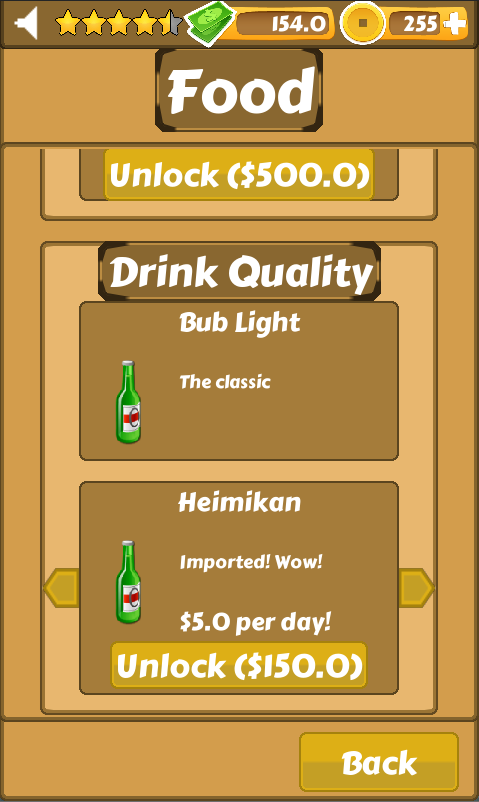 154.0
255
Food
Unlock ($500.0)
Drink Quality
Bub Light
The classic
Heimikan
Imported! Wow!
$5.0 per day!
Unlock ($150.0)
Back